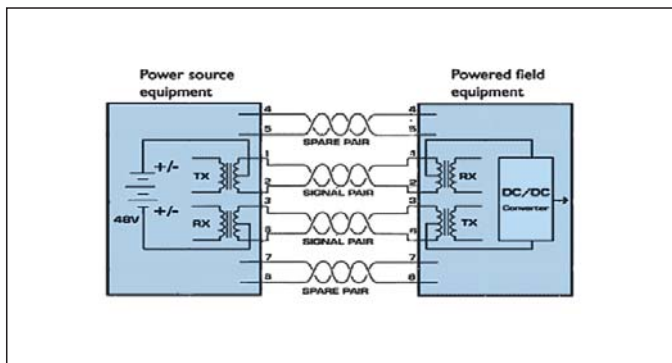 Power source equipment
Powered field equipment
4
5
SPARE PAIR
4
5
+/-
48V
+/-
TX
RX
1
2
SIGNAL PAIR
3
6
SIGNAL PAIR
1
2
3
6
RX
TX
DC/DC
Converter
7
8
SPARE PAIR
7
8